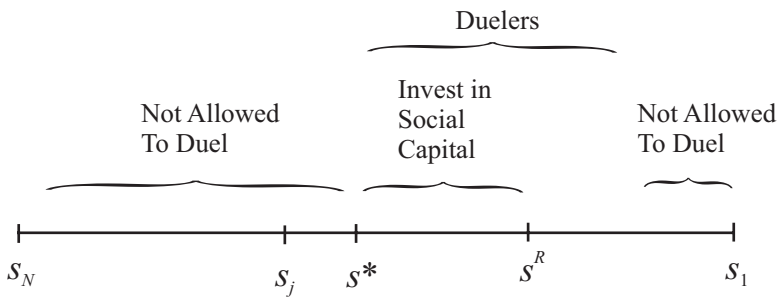 Duelers
Not Allowed
To Duel
Invest in
Social
Capital
Not Allowed
To Duel
s_N
s_j
s*
s^R
s_1